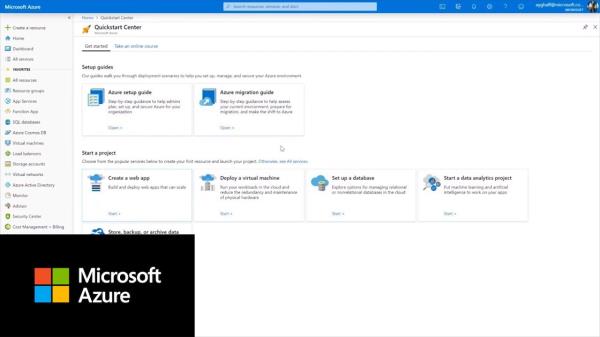 Microsoft Azure
Search resources, services, and docs
MICROSOFT
Home > Quickstart Center
Quickstart Center
Microsoft Azure
Get started
Take an online course
Create a resource
Home
Dashboard
All services
FAVORITES
All resources
Resource groups
App Services
Function App
SQL databases
Azure Cosmos DB
Virtual machines
Load balancers
Storage accounts
Virtual networks
Azure Active Directory
Monitor
Advisor
Security Center
Cost Management + Billing
Setup guides
Our guides walk you through deployment scenarios to help you set up, manage, and secure your Azure environment.
Azure setup guide
Step-by-step guidance to help admins
plan, set up, and secure Azure for your
organization
Open >
Azure migration guide
Step-by-step guidance to help assess
your current environment, prepare for
migration, and make the shift to Azure
Open >
Start a project
Choose from the popular services below to create your first resource and launch your project. Otherwise, see All services
Create a web app
Build and deploy web apps that can scale
Start >
Deploy a virtual machine
Run your workloads in the cloud and
reduce the redundancy and maintenance
of physical hardware
Start >
Set up a database
Explore options for managing relational
or nonrelational databases in the cloud
Start >
Start a data analytics project
Put machine learning and artificial
intelligence to work on your apps
Start >
Store, backup, or archive data
Microsoft
Azure